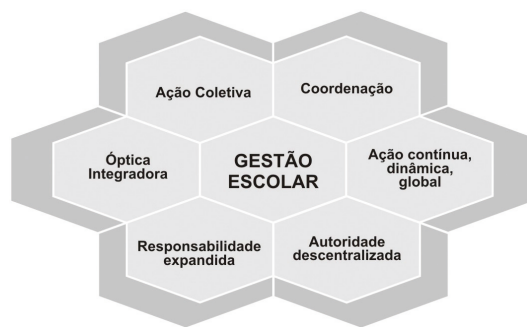 Ação Coletiva
Coordenação
Óptica
Integradora
GESTÃO
ESCOLAR
Ação contínua,
dinâmica,
global
Responsabilidade
expandida
Autoridade
descentralizada